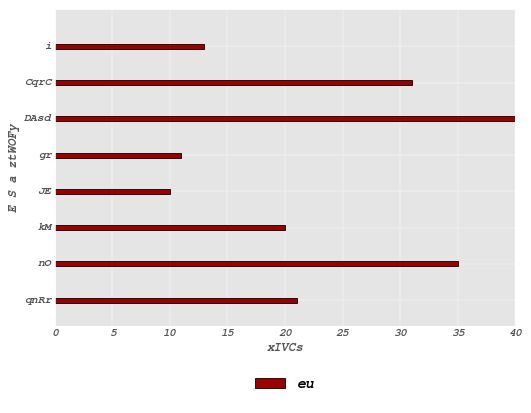 i
CqrC
DAsd
gr
JE
kM
nO
qnRr
E S a ztWOFy
0 5 10 15 20 25 30 35 40
xIVCs
eu